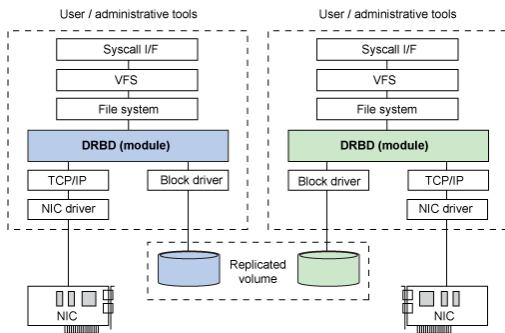 User / administrative tools
Syscall I/F
VFS
File system
DRBD (module)
TCP/IP
Block driver
NIC driver
NIC
User / administrative tools
Syscall I/F
VFS
File system
DRBD (module)
Block driver
TCP/IP
NIC driver
NIC
Replicated
volume